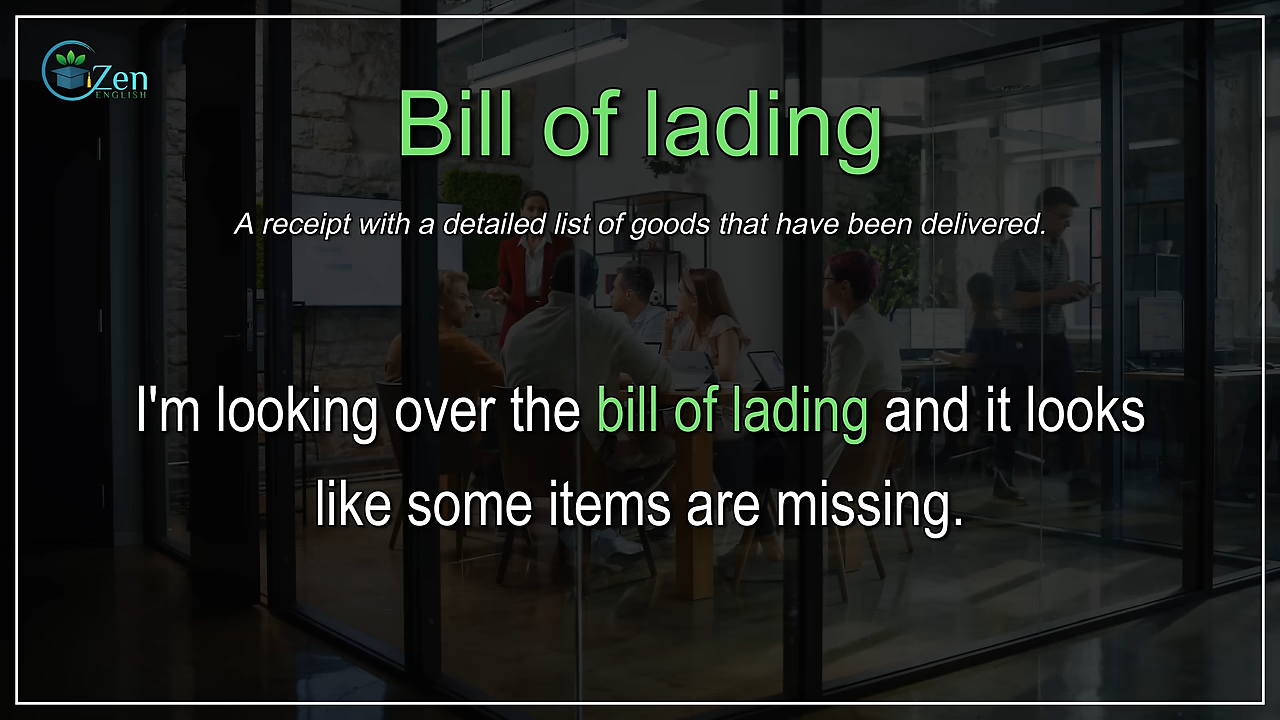 Zen
ENGLISH
Bill of lading
A receipt with a detailed list of goods that have been delivered.
I'm looking over the bill of lading and it looks
like some items are missing.